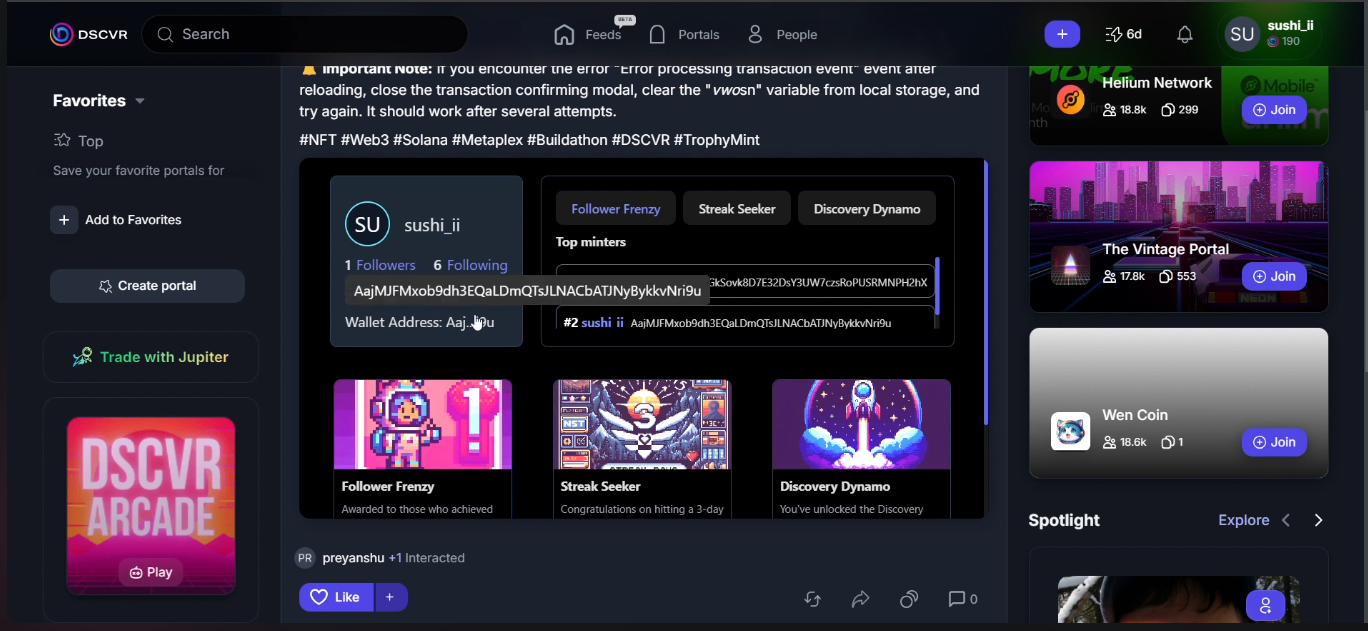 DSCVR
Search
BETA
Feeds
Portals
People
+
6d
SU
sushi_ii
190
Favorites
Top
Save your favorite portals for
+ Add to Favorites
Create portal
Trade with Jupiter
DSCVR
ARCADE
Play
Important Note: If you encounter the error "Error processing transaction event" event after
reloading, close the transaction confirming modal, clear the "vwosn" variable from local storage, and
try again. It should work after several attempts.
#NFT #Web3 #Solana #Metaplex #Buildathon #DSCVR #TrophyMint
SU
sushi_ii
1 Followers 6 Following
AajMJFMxob9dh3EQaLDmQTsJLNACbATJNyBykkvNri9u
Wallet Address: Aaj...i9u
Follower Frenzy
Streak Seeker
Discovery Dynamo
Top minters
GkSovk8D7E32DsY3UW7czsRoPUSRMNPH2hX
#2 sushi_ii AajMJFMxob9dh3EQaLDmQTsJLNACbATJNyBykkvNri9u
1
NST
3
Follower Frenzy
Awarded to those who achieved
Streak Seeker
Congratulations on hitting a 3-day
Discovery Dynamo
You've unlocked the Discovery
PR
preyanshu +1 Interacted
Like
+
0
MORE
Mobile
Helium Network
18.8k 299
Join
The Vintage Portal
17.8k 553
Join
NEON
Wen Coin
18.6k 1
Join
Spotlight
Explore